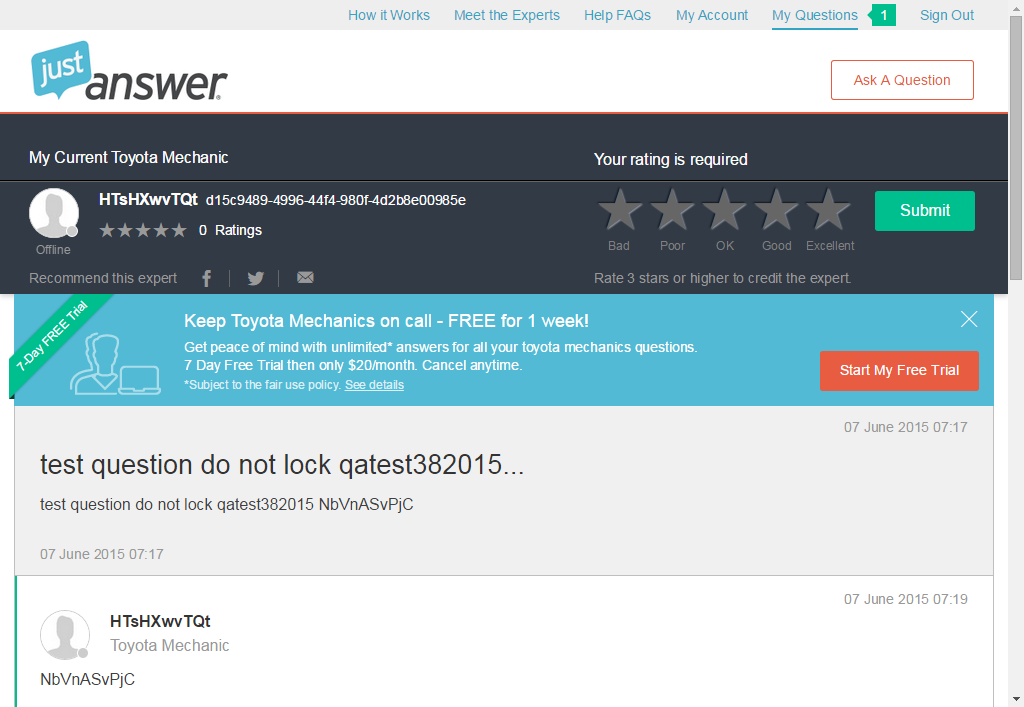 How it Works Meet the Experts Help FAQs My Account My Questions 1 Sign Out
just answer
Ask A Question
My Current Toyota Mechanic
Your rating is required
HTsHXwvTQt d15c9489-4996-44f4-980f-4d2b8e00985e
0 Ratings
Offline
Bad Poor OK Good Excellent
Submit
Recommend this expert
Rate 3 stars or higher to credit the expert.
7-Day FREE Trial
Keep Toyota Mechanics on call - FREE for 1 week!
Get peace of mind with unlimited* answers for all your toyota mechanics questions.
7 Day Free Trial then only $20/month. Cancel anytime.
*Subject to the fair use policy. See details
Start My Free Trial
07 June 2015 07:17
test question do not lock qatest382015...
test question do not lock qatest382015 NbVnASvPjC
07 June 2015 07:17
07 June 2015 07:19
HTsHXwvTQt
Toyota Mechanic
NbVnASvPjC